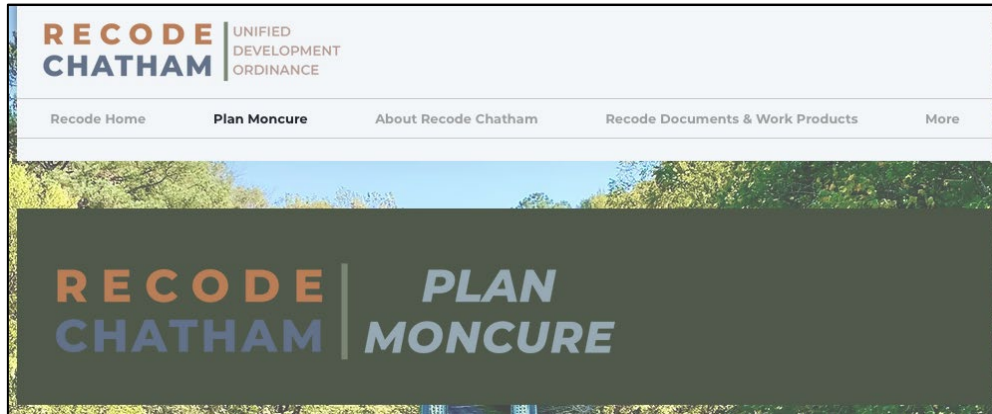 RECODE
CHATHAM
UNIFIED
DEVELOPMENT
ORDINANCE
Recode Home Plan Moncure About Recode Chatham Recode Documents & Work Products More
RECODE
CHATHAM
PLAN
MONCURE